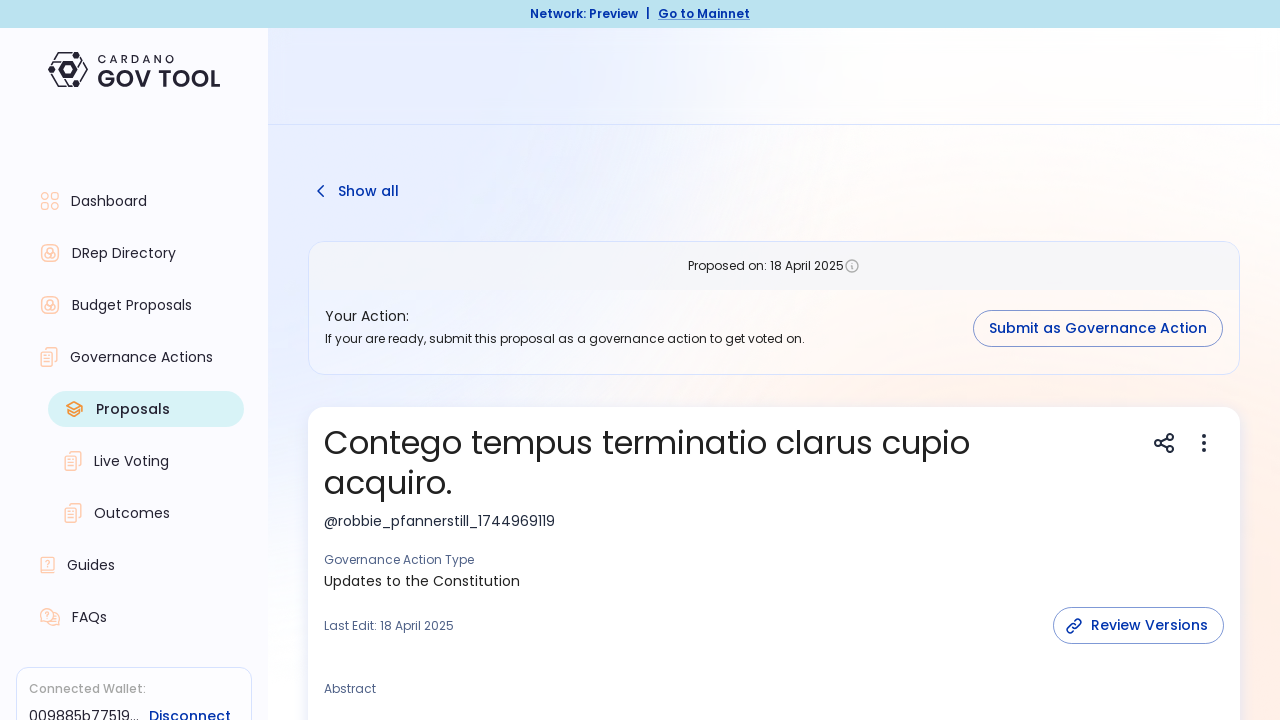 Network: Preview | Go to Mainnet
CARDANO
GOV TOOL
Dashboard
DRep Directory
Budget Proposals
Governance Actions
Proposals
Live Voting
Outcomes
Guides
FAQs
Connected Wallet:
009885b77519... Disconnect
Show all
Proposed on: 18 April 2025
Your Action:
If your are ready, submit this proposal as a governance action to get voted on.
Submit as Governance Action
Contego tempus terminatio clarus cupio
acquiro.
@robbie_pfannerstill_1744969119
Governance Action Type
Updates to the Constitution
Last Edit: 18 April 2025
Review Versions
Abstract